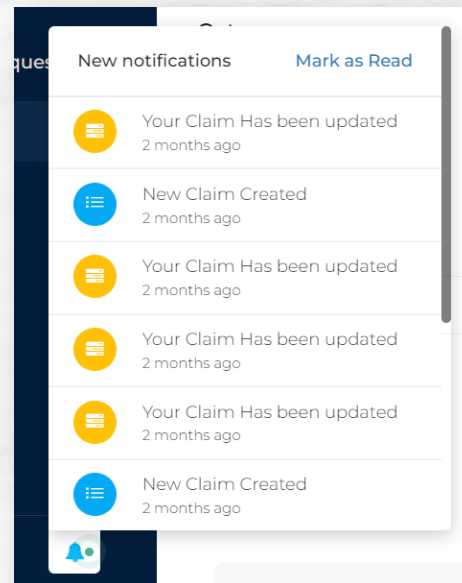 ques
New notifications
Mark as Read
Your Claim Has been updated
2 months ago
New Claim Created
2 months ago
Your Claim Has been updated
2 months ago
Your Claim Has been updated
2 months ago
Your Claim Has been updated
2 months ago
New Claim Created
2 months ago